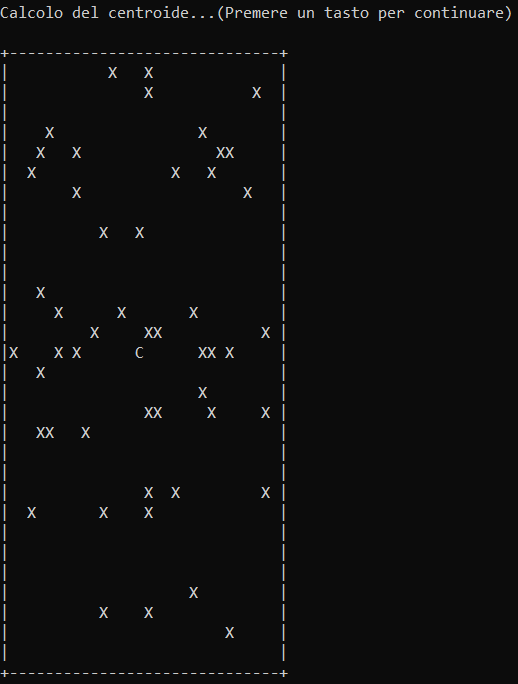 Calcolo del centroide...(Premere un tasto per continuare)

+------------------------------+
|           X   X              |
|               X           X  |
|                              |
|    X                X        |
|   X   X               XX     |
|  X               X   X       |
|       X                  X   |
|                              |
|          X   X               |
|                              |
|                              |
|   X                          |
|     X      X       X         |
|         X     XX           X |
|X    X X      C      XX X     |
|   X                          |
|                     X        |
|               XX     X     X |
|   XX   X                     |
|                              |
|                              |
|               X  X         X |
|  X       X    X              |
|                              |
|                              |
|                              |
|                    X         |
|          X    X              |
|                        X     |
|                              |
+------------------------------+